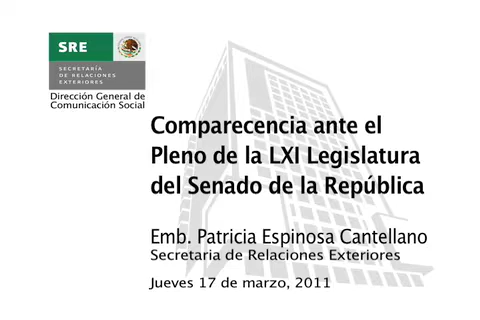 SRE
SECRETARÍA
DE RELACIONES
EXTERIORES
Dirección General de
Comunicación Social
Comparecencia ante el
Pleno de la LXI Legislatura
del Senado de la República
Emb. Patricia Espinosa Cantellano
Secretaria de Relaciones Exteriores
Jueves 17 de marzo, 2011